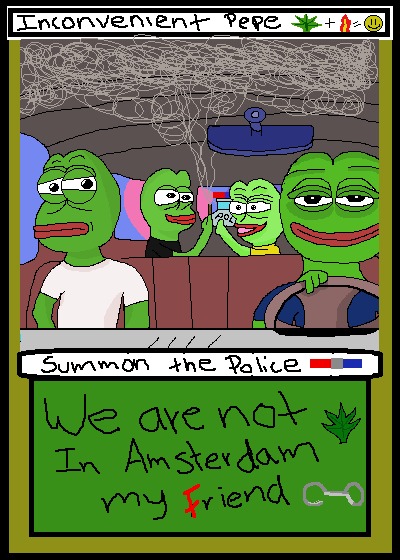 Inconvenient Pepe + =
Summon the Police
We are not
In Amsterdam
my Friend